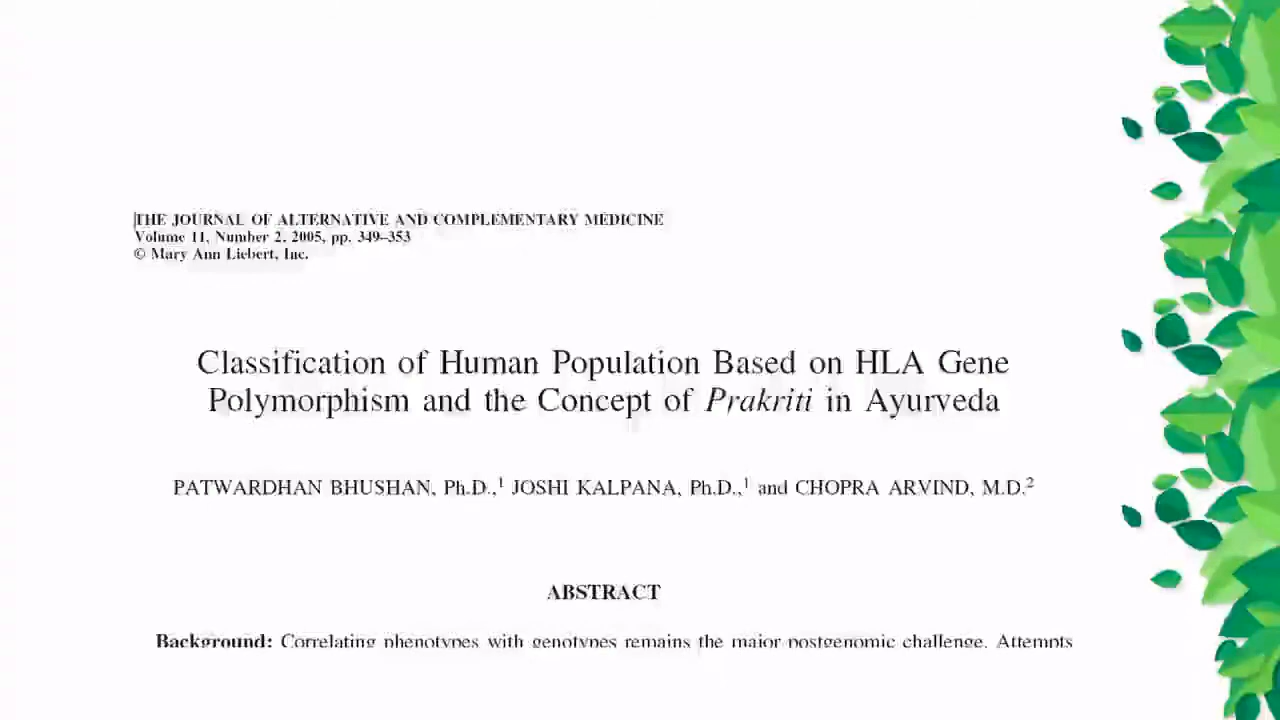 THE JOURNAL OF ALTERNATIVE AND COMPLEMENTARY MEDICINE
Volume 11, Number 2, 2005, pp. 349–353
© Mary Ann Liebert, Inc.
Classification of Human Population Based on HLA Gene
Polymorphism and the Concept of Prakriti in Ayurveda
PATWARDHAN BHUSHAN, Ph.D.,1 JOSHI KALPANA, Ph.D.,1 and CHOPRA ARVIND, M.D.2
ABSTRACT
Background: Correlating phenotypes with genotypes remains the major postgenomic challenge. Attempts